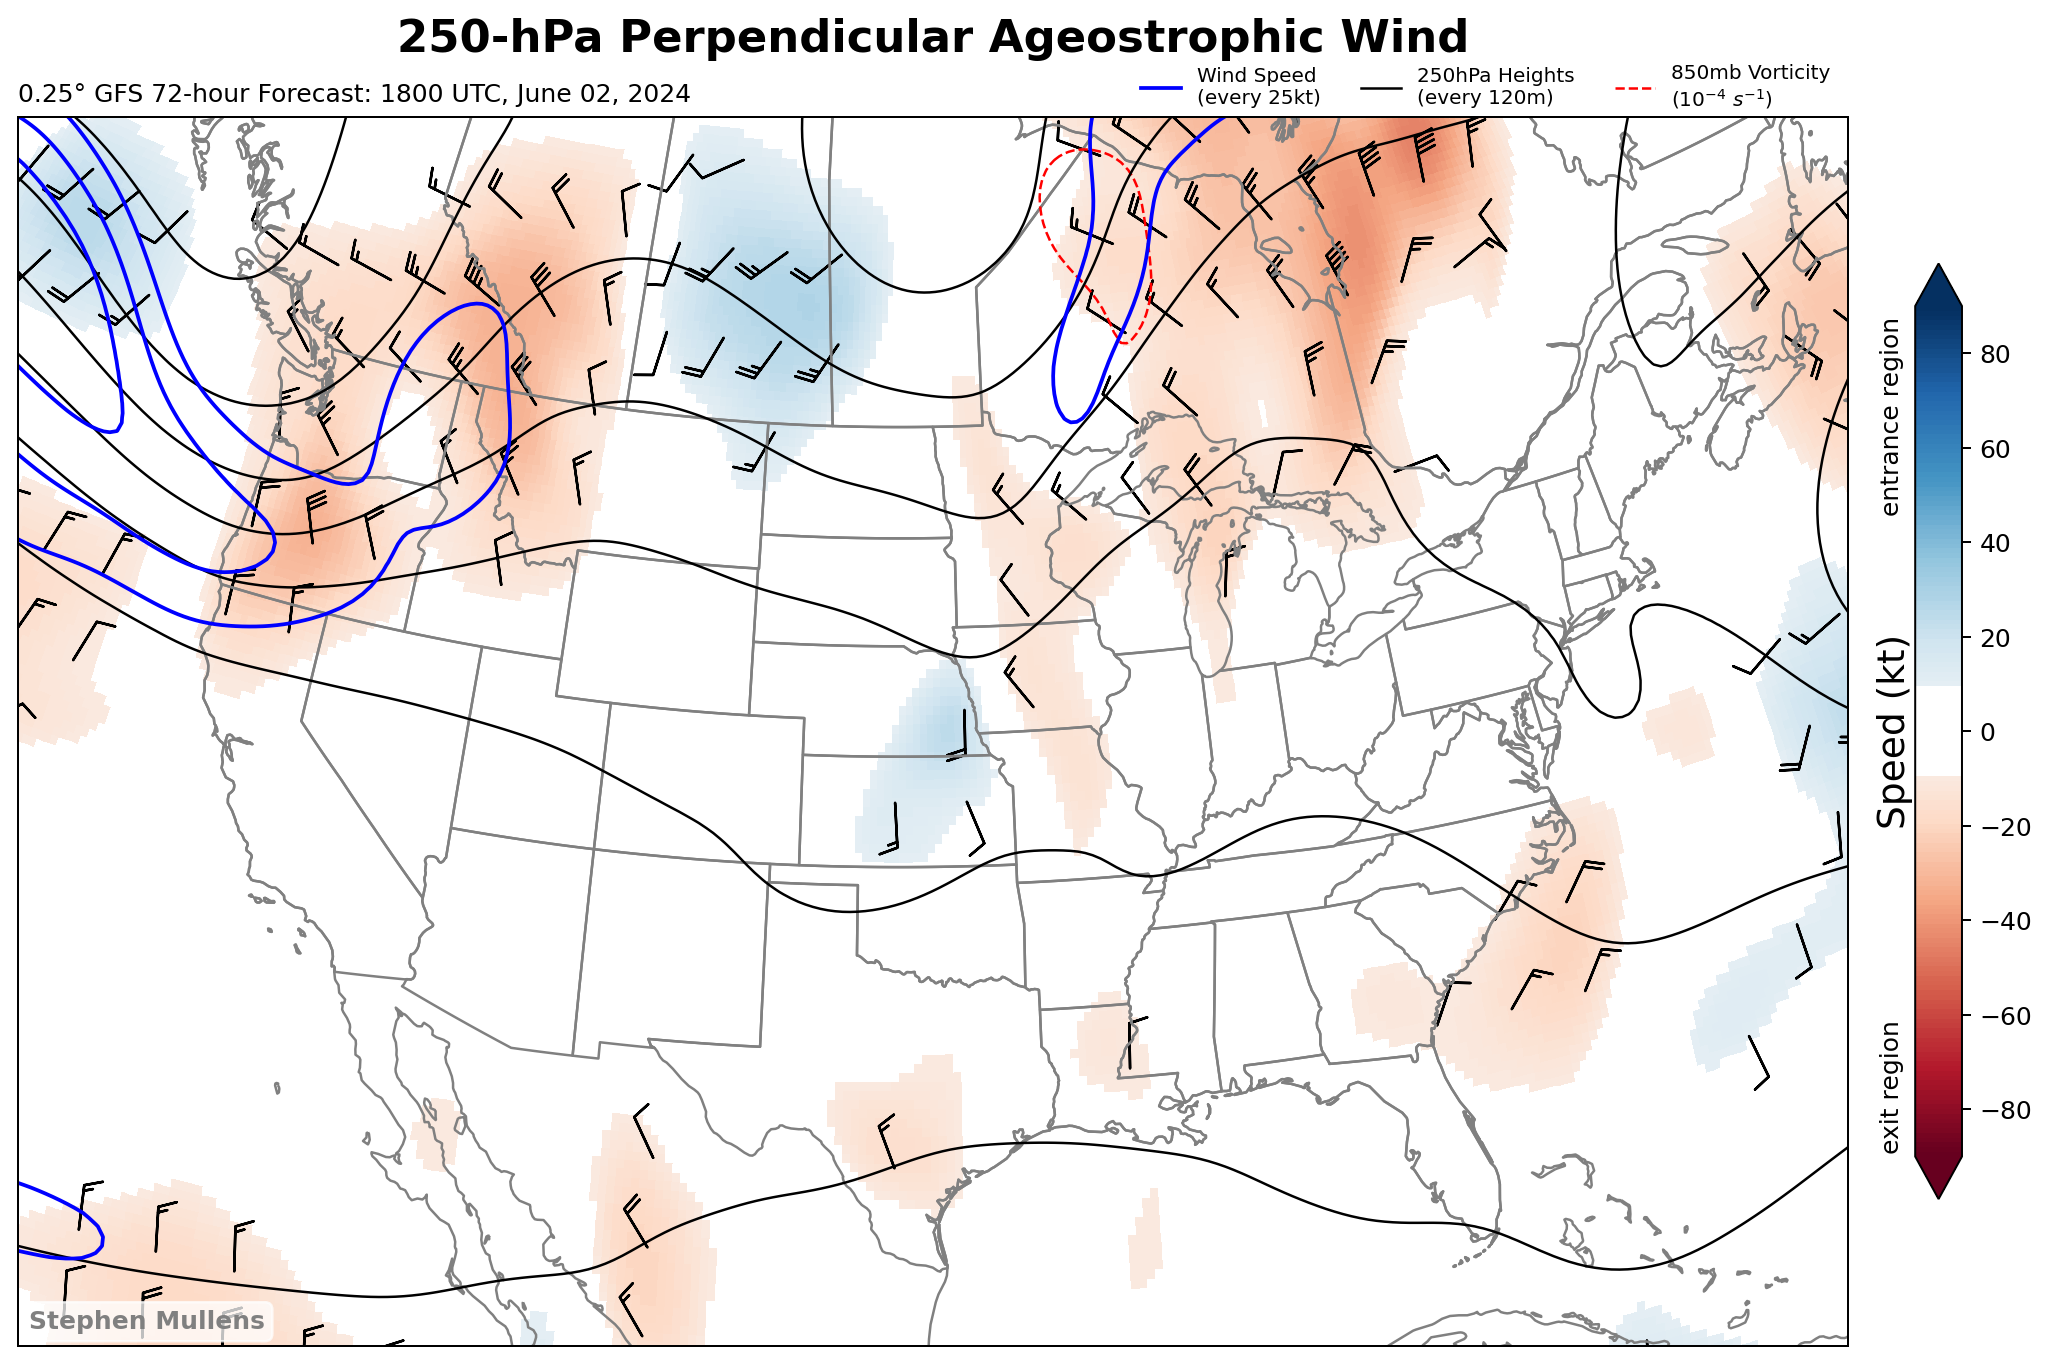 250-hPa Perpendicular Ageostrophic Wind
0.25° GFS 72-hour Forecast: 1800 UTC, June 02, 2024
Wind Speed
(every 25kt)
250hPa Heights
(every 120m)
850mb Vorticity
(10⁻⁴ s⁻¹)
entrance region
Speed (kt)
exit region
80
60
40
20
0
−20
−40
−60
−80
Stephen Mullens